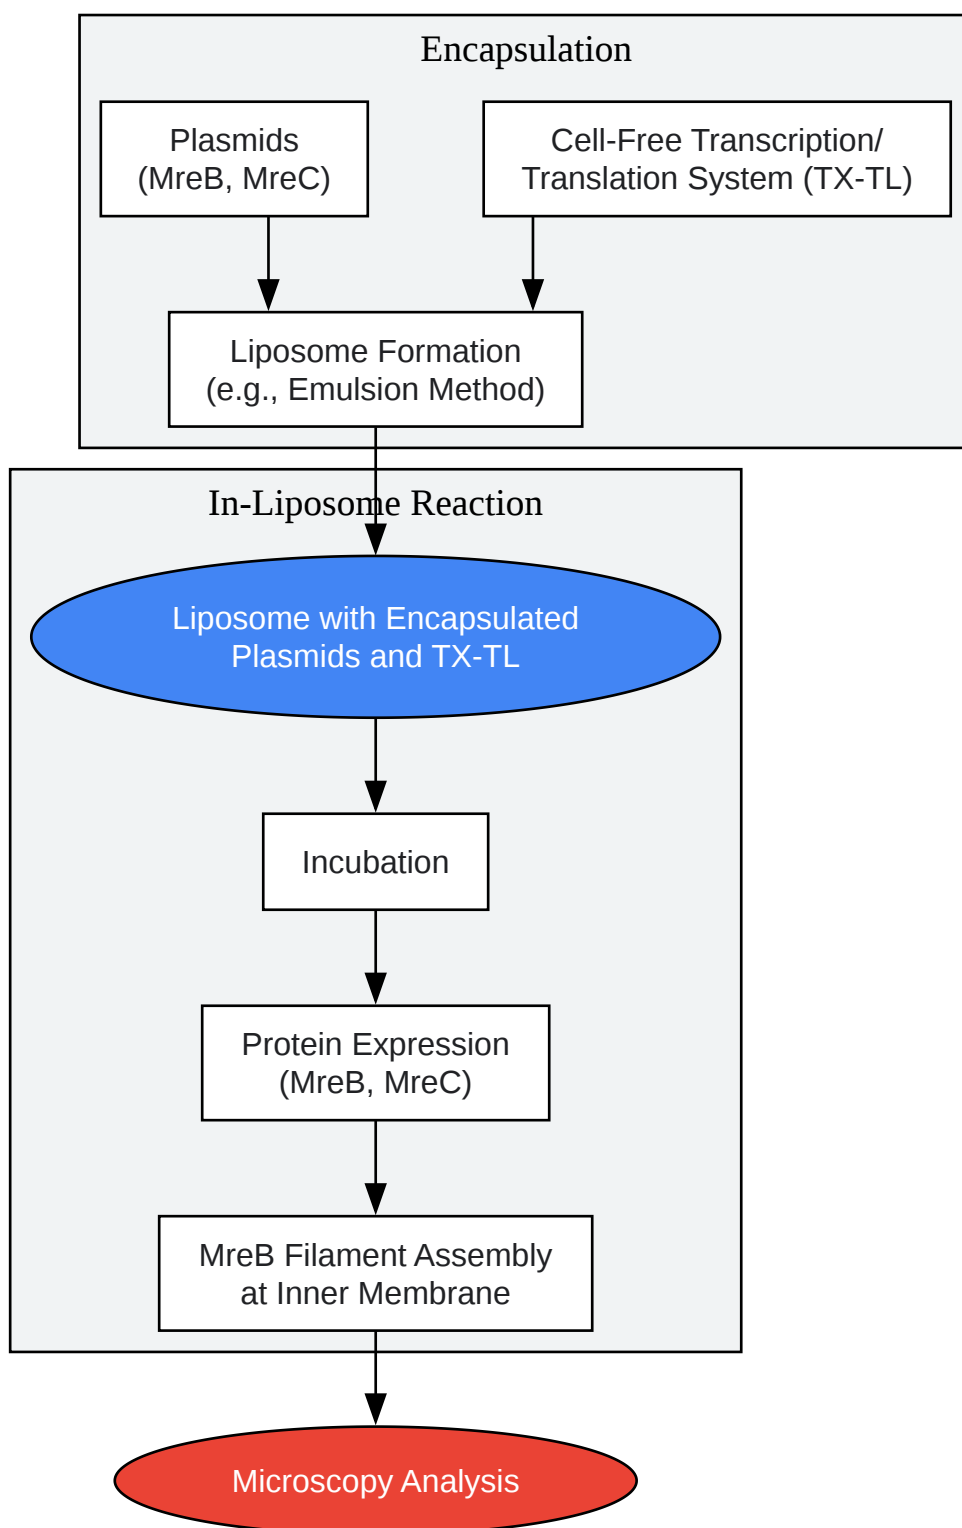 Encapsulation
Plasmids
(MreB, MreC)
Cell-Free Transcription/
Translation System (TX-TL)
Liposome Formation
(e.g., Emulsion Method)
In-Liposome Reaction
Liposome with Encapsulated
Plasmids and TX-TL
Incubation
Protein Expression
(MreB, MreC)
MreB Filament Assembly
at Inner Membrane
Microscopy Analysis